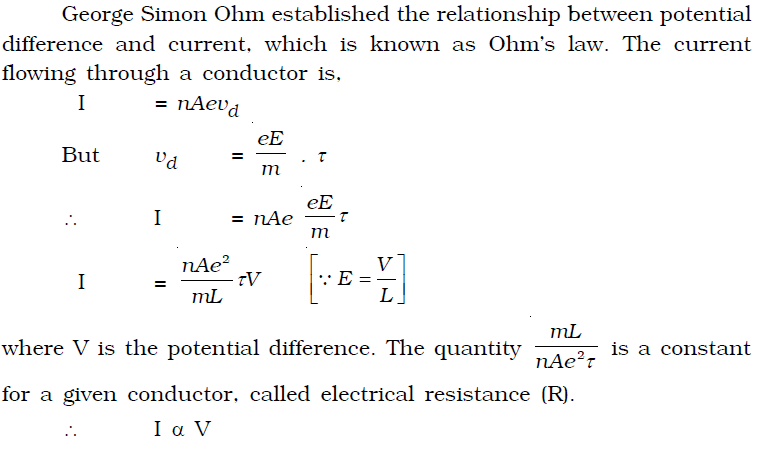 George Simon Ohm established the relationship between potential
difference and current, which is known as Ohm's law. The current
flowing through a conductor is,
I = nAevd
But vd = eE/m . τ
∴ I = nAe eE/m τ
I = nAe²/mL τV [∵ E = V/L]
where V is the potential difference. The quantity mL/nAe²τ is a constant
for a given conductor, called electrical resistance (R).
∴ I α V